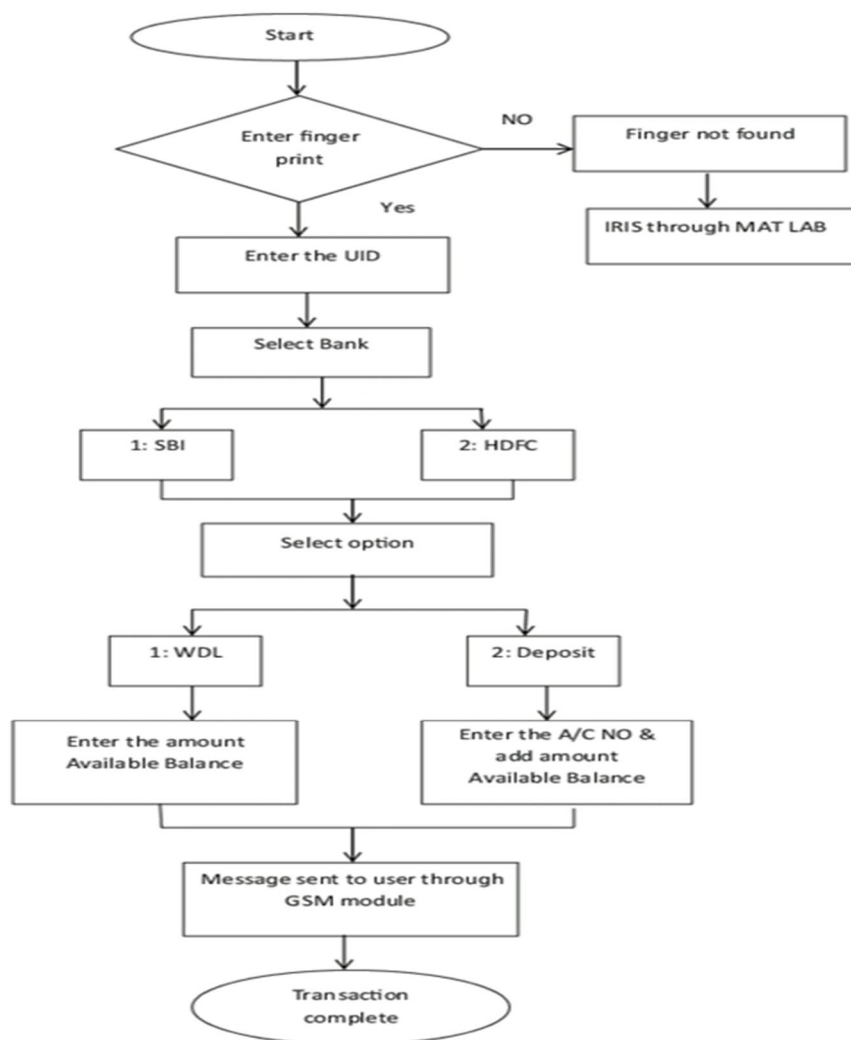 Start
Enter finger
print
NO
Finger not found
Yes
IRIS through MAT LAB
Enter the UID
Select Bank
1: SBI
2: HDFC
Select option
1: WDL
2: Deposit
Enter the amount
Available Balance
Enter the A/C NO &
add amount
Available Balance
Message sent to user through
GSM module
Transaction
complete